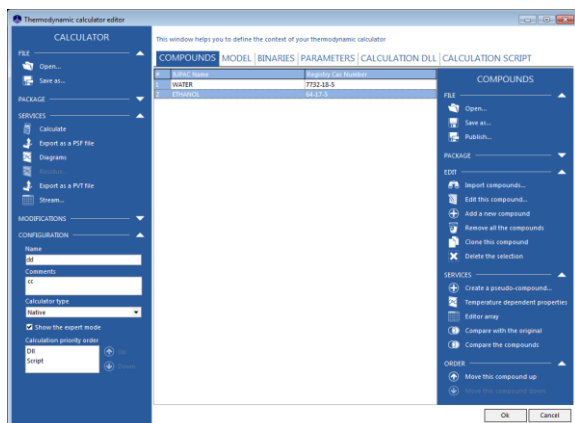 Thermodynamic calculator editor
CALCULATOR
FILE
Open...
Save as...
PACKAGE
SERVICES
Calculate
Export as a PSF file
Diagrams
Residue...
Export as a PVT file
Stream...
MODIFICATIONS
CONFIGURATION
Name
dd
Comments
cc
Calculator type
Native
Show the expert mode
Calculation priority order
Dll
Script
Up
Down
This window helps you to define the context of your thermodynamic calculator
COMPOUNDS MODEL BINARIES PARAMETERS CALCULATION DLL CALCULATION SCRIPT
# IUPAC Name Registry Cas Number
1 WATER 7732-18-5
2 ETHANOL 64-17-5
COMPOUNDS
FILE
Open...
Save as...
Publish...
PACKAGE
EDIT
Import compounds...
Edit this compound...
Add a new compound
Remove all the compounds
Clone this compound
Delete the selection
SERVICES
Create a pseudo-compound...
Temperature dependent properties
Editor array
Compare with the original
Compare the compounds
ORDER
Move this compound up
Move this compound down
Ok Cancel